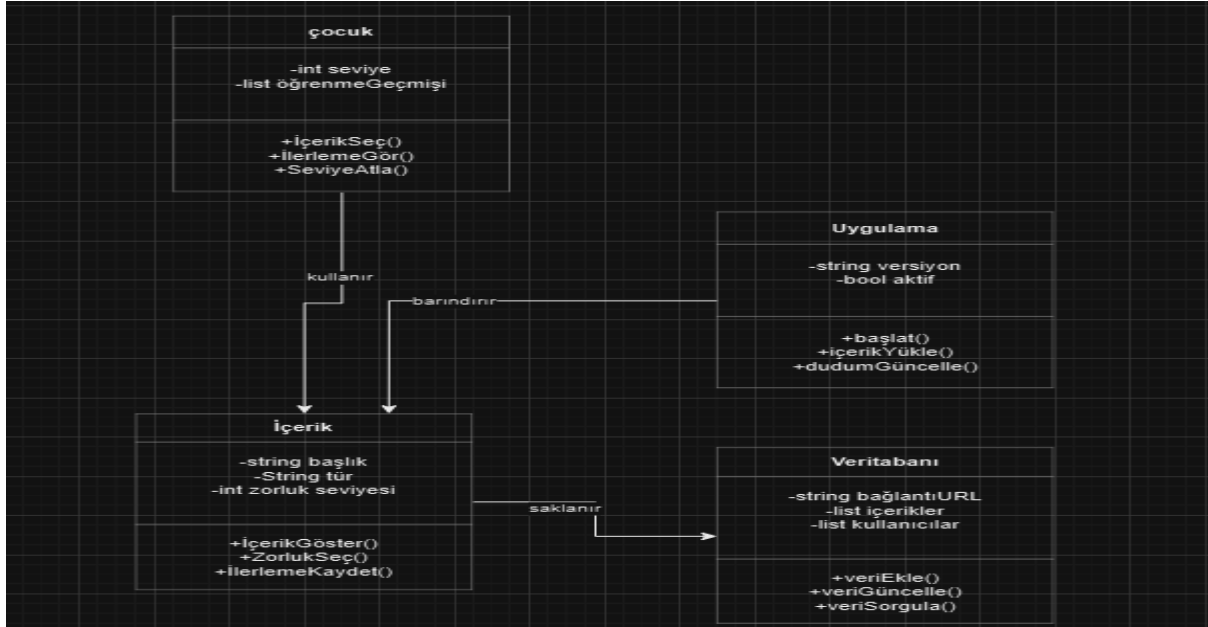 çocuk
-int seviye
-list öğrenmeGeçmişi
+İçerikSeç()
+İlerlemeGör()
+SeviyeAtla()
kullanır
barındırır
Uygulama
-string versiyon
-bool aktif
+başlat()
+içerikYükle()
+dudumGüncelle()
İçerik
-string başlık
-String tür
-int zorluk seviyesi
+İçerikGöster()
+ZorlukSeç()
+İlerlemeKaydet()
saklanır
Veritabanı
-string bağlantıURL
-list içerikler
-list kullanıcılar
+veriEkle()
+veriGüncelle()
+veriSorgula()